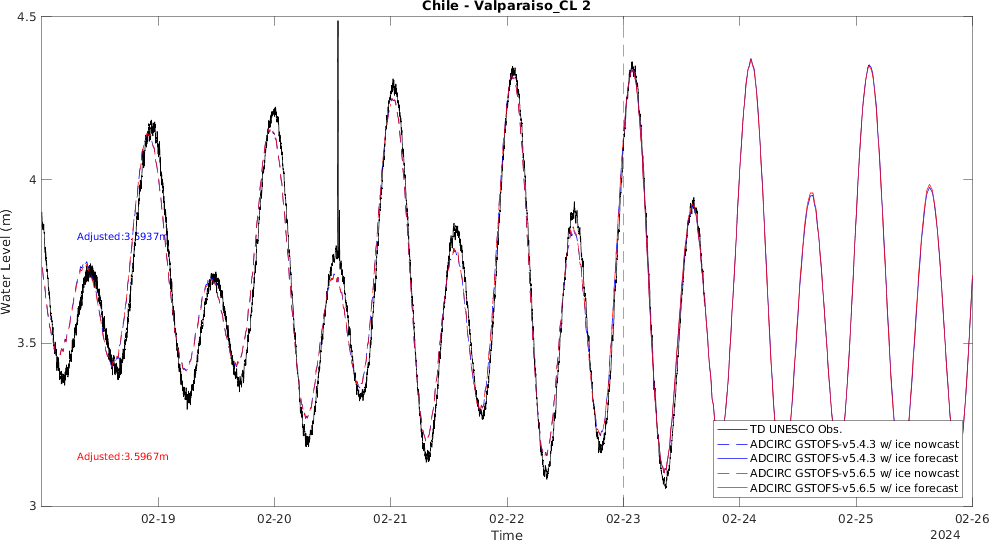 Chile - Valparaiso_CL 2
4.5
4
3.5
3
Water Level (m)
Adjusted:3.5937m
Adjusted:3.5967m
TD UNESCO Obs.
ADCIRC GSTOFS-v5.4.3 w/ ice nowcast
ADCIRC GSTOFS-v5.4.3 w/ ice forecast
ADCIRC GSTOFS-v5.6.5 w/ ice nowcast
ADCIRC GSTOFS-v5.6.5 w/ ice forecast
02-19 02-20 02-21 02-22 02-23 02-24 02-25 02-26
Time
2024